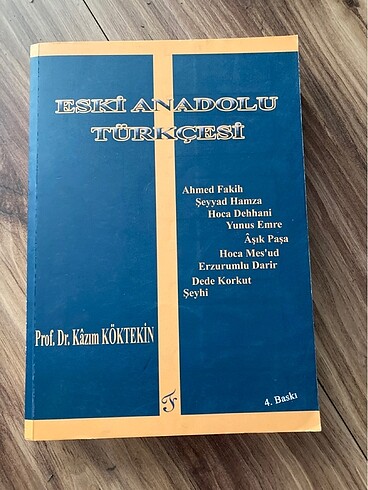 ESKİ ANADOLU
TÜRKÇESİ
Ahmed Fakih
Şeyyad Hamza
Hoca Dehhani
Yunus Emre
Âşık Paşa
Hoca Mes'ud
Erzurumlu Darir
Dede Korkut
Şeyhi
Prof. Dr. Kâzım KÖKTEKİN
4. Baskı